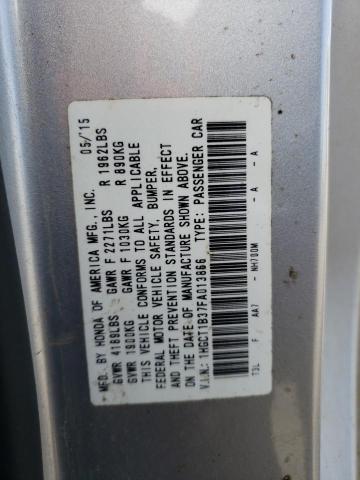 MFD. BY HONDA OF AMERICA MFG., INC. 05/15
GVWR 4189LBS GAWR F 2271LBS R 1962LBS
GVWR 1900KG GAWR F 1030KG R 890KG
THIS VEHICLE CONFORMS TO ALL APPLICABLE
FEDERAL MOTOR VEHICLE SAFETY, BUMPER,
AND THEFT PREVENTION STANDARDS IN EFFECT
ON THE DATE OF MANUFACTURE SHOWN ABOVE.
V.I.N.: 1HGCT1B37FA013866 TYPE: PASSENGER CAR
T3L F AA7 - NH700M - A - A - A